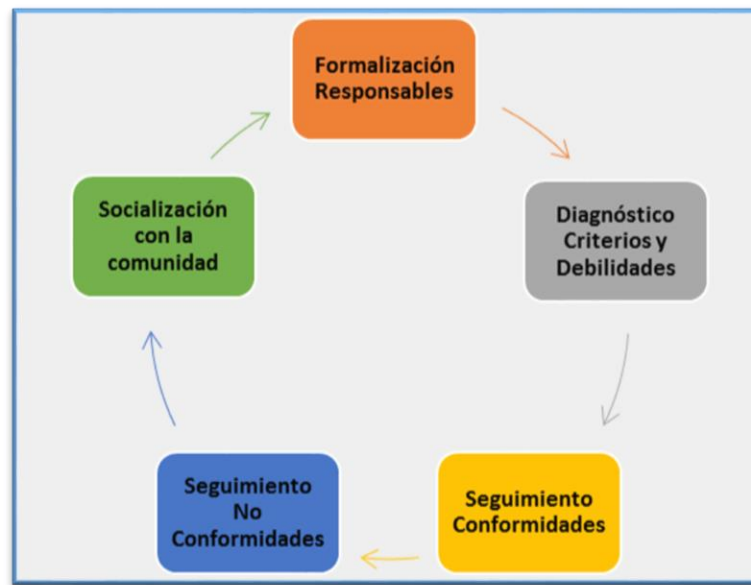 Formalización
Responsables
Diagnóstico
Criterios y
Debilidades
Seguimiento
Conformidades
Seguimiento
No
Conformidades
Socialización
con la
comunidad